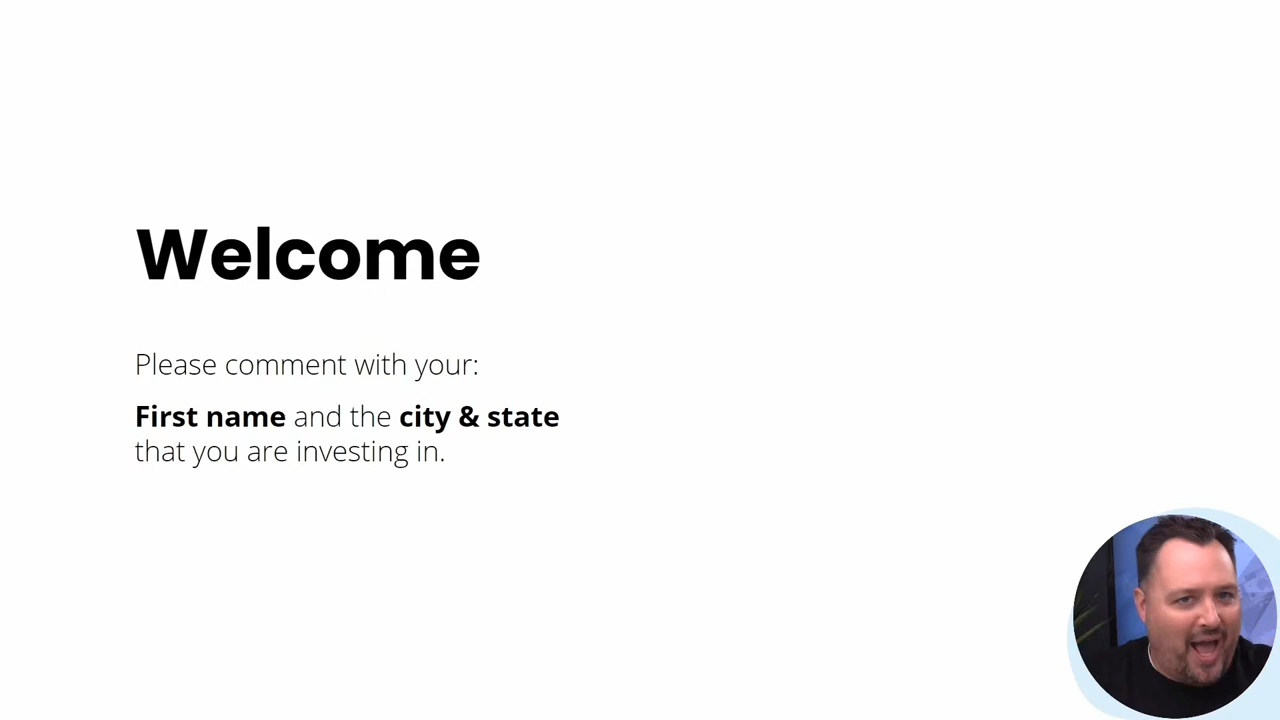 Welcome
Please comment with your:
First name and the city & state
that you are investing in.